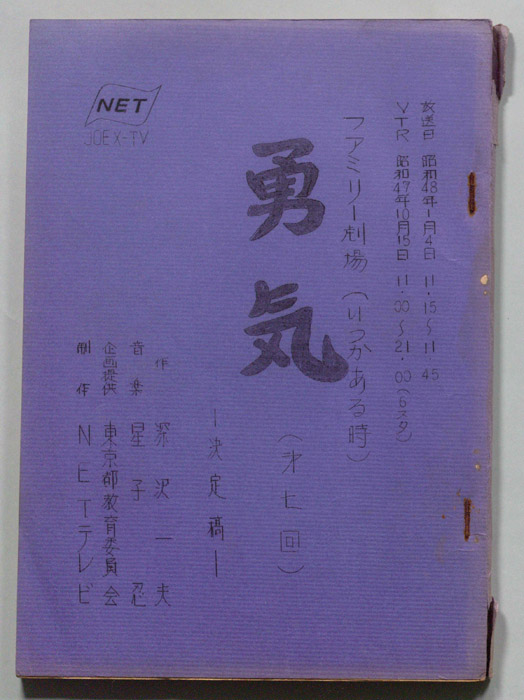 放送日 昭和48年1月4日 11・15〜11・45
VTR 昭和47年10月15日 11・00〜21・00(6スタ)
ファミリー劇場(いつかある時)
勇気
(第七回)
―決定稿―
作 深沢一夫
音楽 星子忍
企画提供 東京都教育委員会
制作 NETテレビ
NET
JOEX-TV